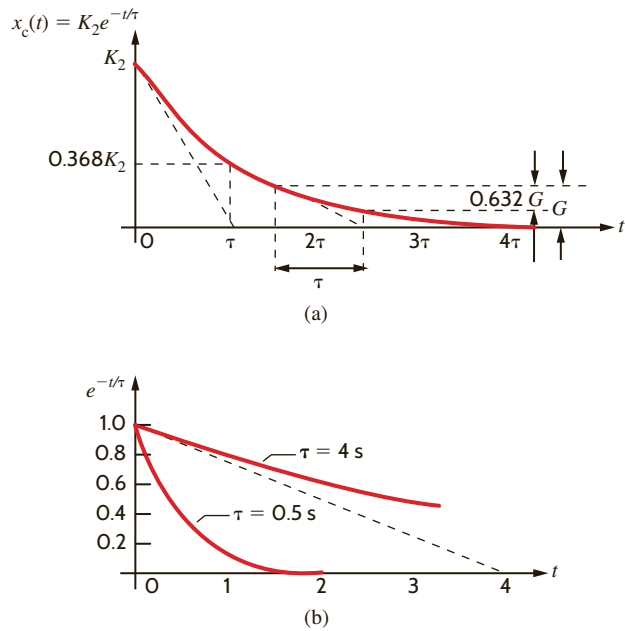 x_c(t) = K_2e^{-t/τ}
K_2
0.368K_2
0.632 G
G
0 τ 2τ 3τ 4τ t
τ
(a)
e^{-t/τ}
1.0
0.8
0.6
0.4
0.2
τ = 4 s
τ = 0.5 s
0 1 2 3 4 t
(b)